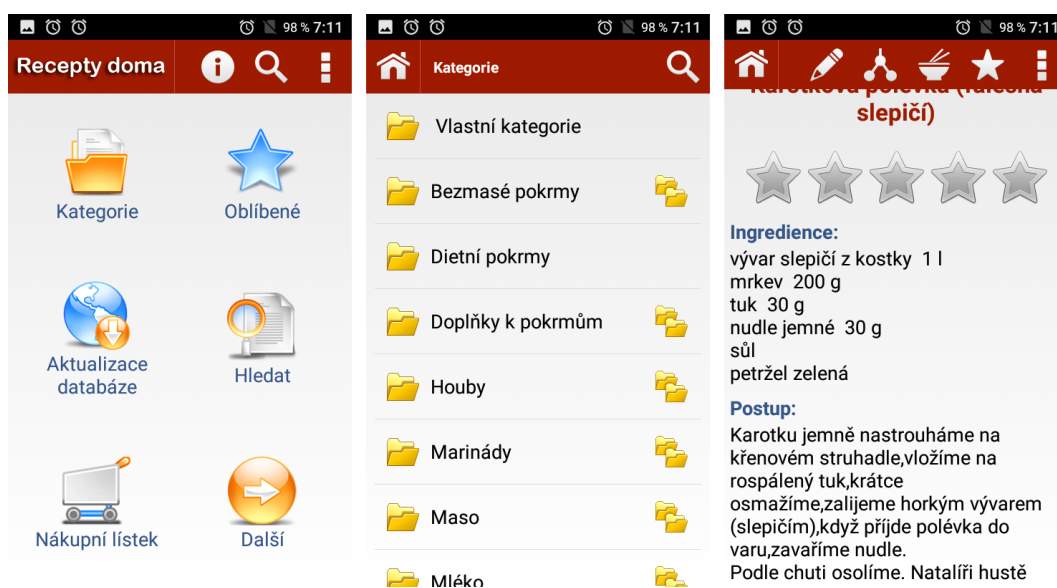 98 % 7:11
Recepty doma
Kategorie
Oblíbené
Aktualizace
databáze
Hledat
Nákupní lístek
Další
98 % 7:11
Kategorie
Vlastní kategorie
Bezmasé pokrmy
Dietní pokrmy
Doplňky k pokrmům
Houby
Marinády
Maso
Mléko
98 % 7:11
Karotková polévka (falešná
slepičí)
Ingredience:
vývar slepičí z kostky 1 l
mrkev 200 g
tuk 30 g
nudle jemné 30 g
sůl
petržel zelená
Postup:
Karotku jemně nastrouháme na
křenovém struhadle,vložíme na
rospálený tuk,krátce
osmažíme,zalijeme horkým vývarem
(slepičím),když příjde polévka do
varu,zavaříme nudle.
Podle chuti osolíme. Natalíři hustě